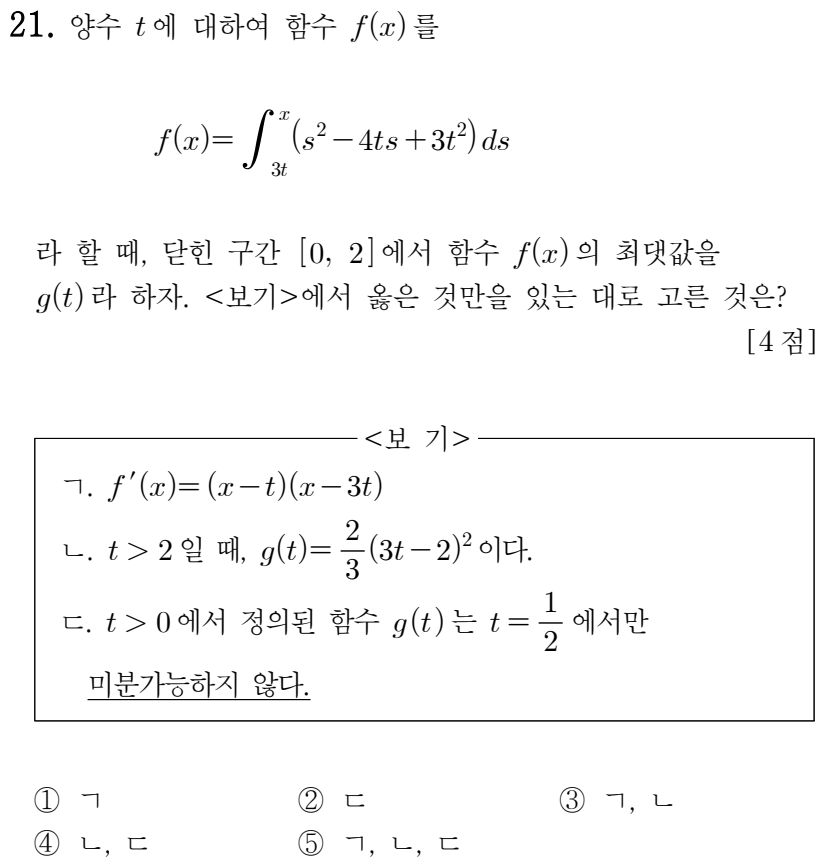 21. 양수 t에 대하여 함수 f(x)를
f(x)=∫_{3t}^{x}(s²−4ts+3t²)ds
라 할 때, 닫힌 구간 [0, 2]에서 함수 f(x)의 최댓값을
g(t)라 하자. <보기>에서 옳은 것만을 있는 대로 고른 것은?
[4점]
<보 기>
ㄱ. f′(x)=(x−t)(x−3t)
ㄴ. t>2일 때, g(t)=2/3(3t−2)²이다.
ㄷ. t>0에서 정의된 함수 g(t)는 t=1/2에서만
미분가능하지 않다.
① ㄱ ② ㄷ ③ ㄱ, ㄴ
④ ㄴ, ㄷ ⑤ ㄱ, ㄴ, ㄷ